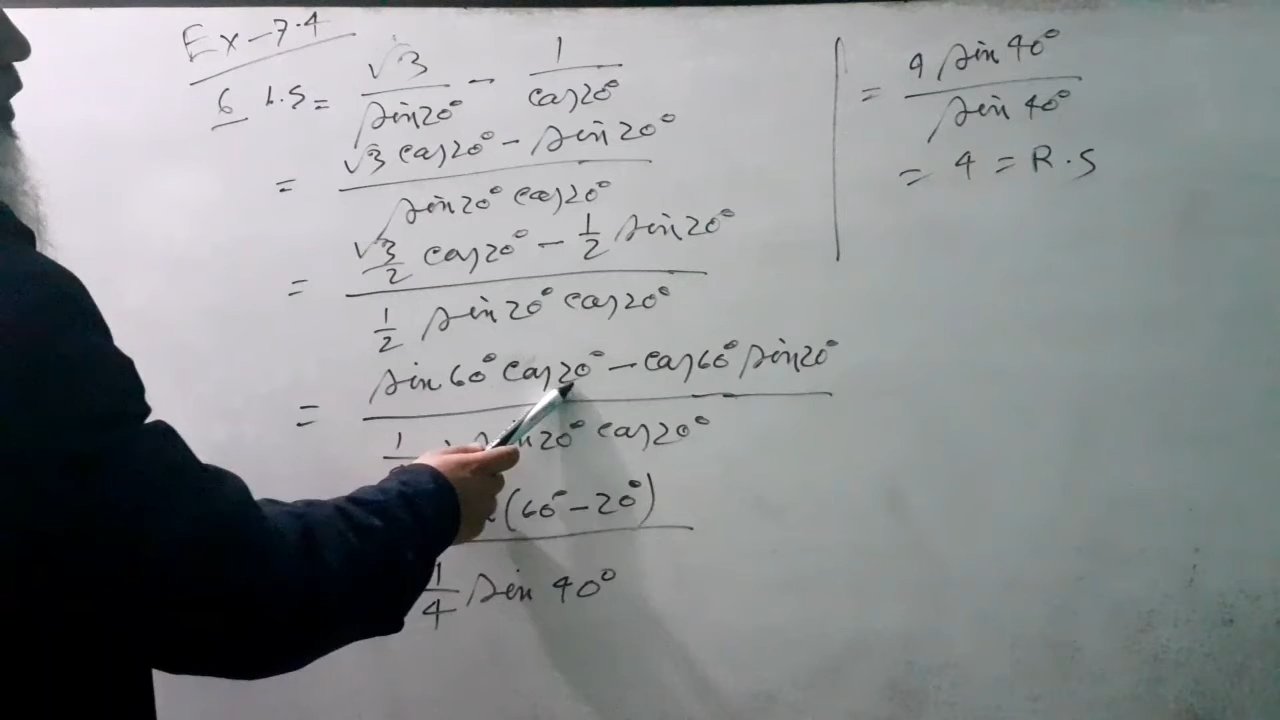 Ex-7.4
6 L.S = √3/sin20° - 1/cos20°
= (√3 cos20° - sin20°)/(sin20° cos20°)
= (√3/2 cos20° - 1/2 sin20°)/(1/2 sin20° cos20°)
= (sin60° cos20° - cos60° sin20°)/(1 sin20° cos20°)
(60° - 20°)
1/4 sin 40°
= 4 sin 40°/sin 40°
= 4 = R.S